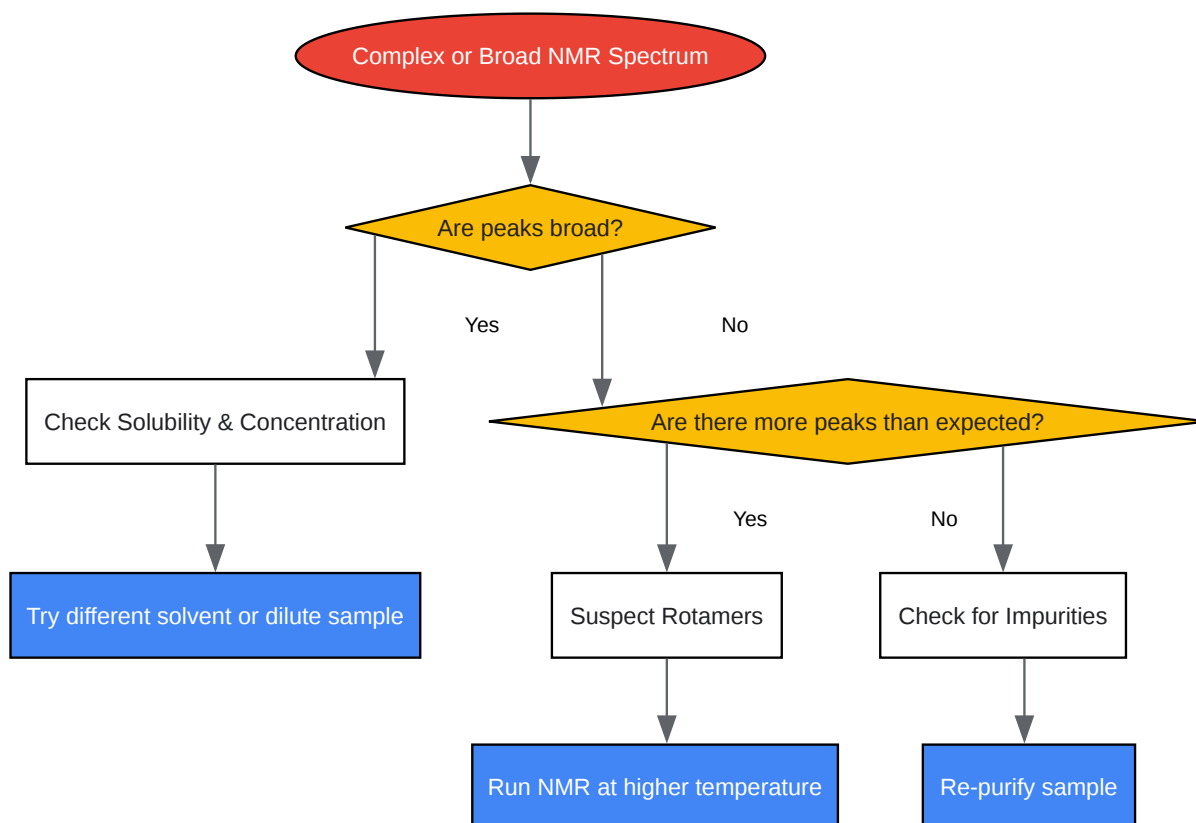 Complex or Broad NMR Spectrum
Are peaks broad?
Yes
No
Check Solubility & Concentration
Are there more peaks than expected?
Yes
No
Try different solvent or dilute sample
Suspect Rotamers
Check for Impurities
Run NMR at higher temperature
Re-purify sample